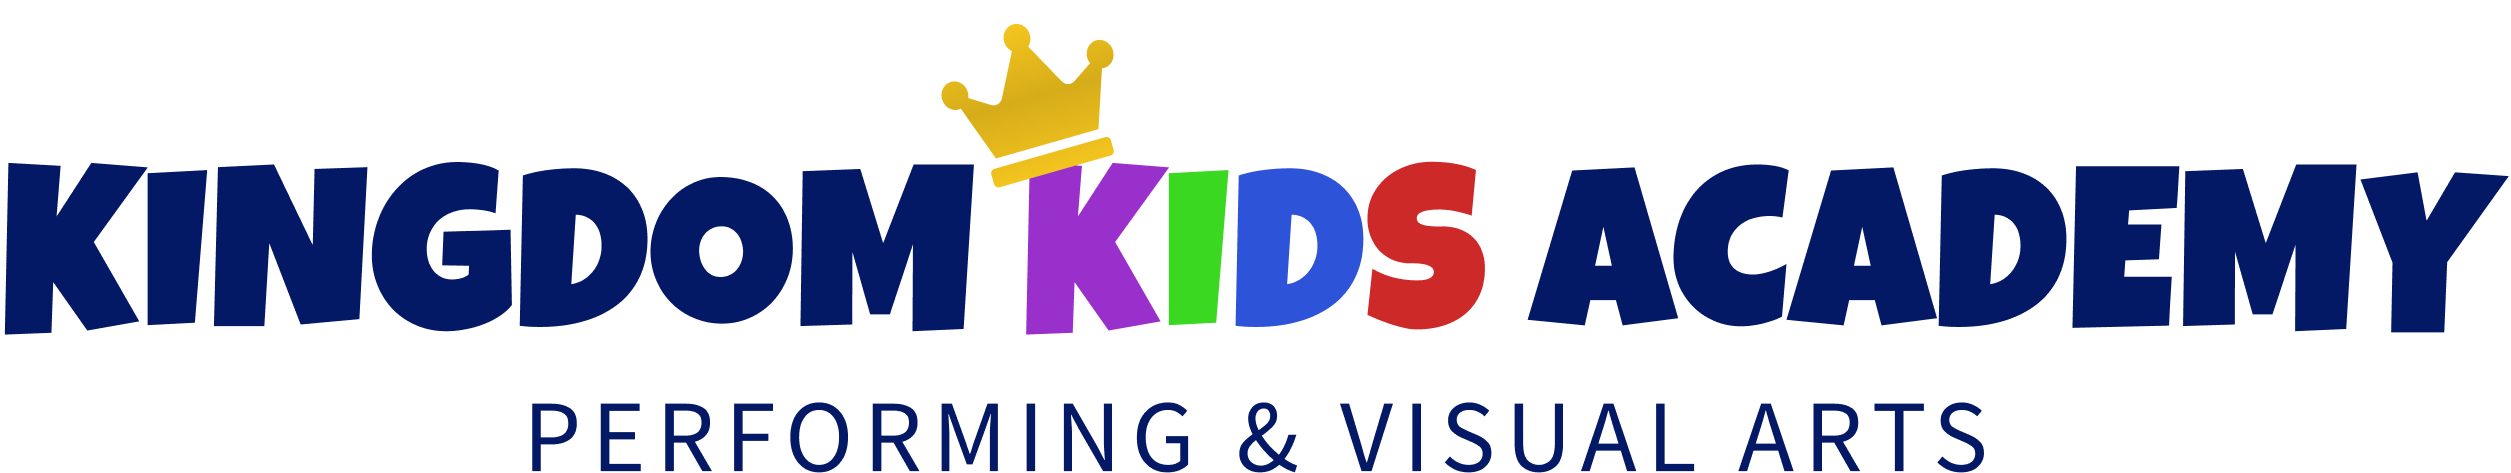 KINGDOM KIDS ACADEMY
PERFORMING & VISUAL ARTS